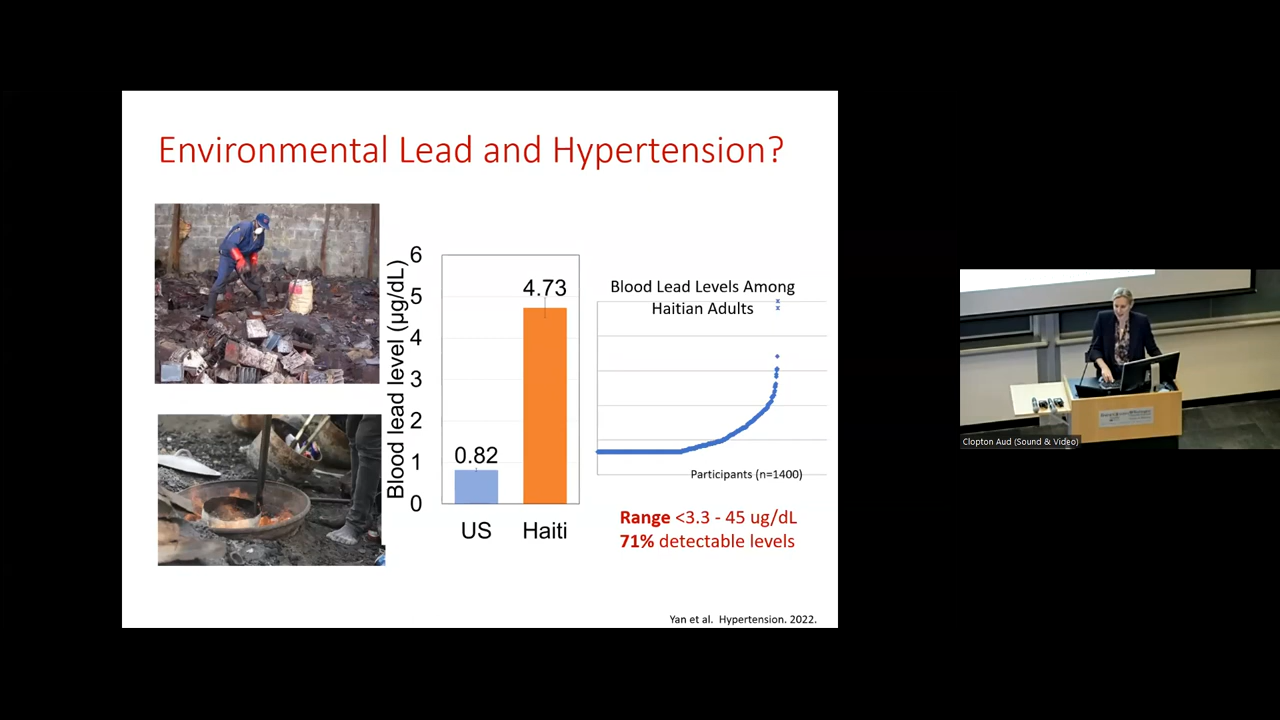 Environmental Lead and Hypertension?
Blood lead level (µg/dL)
6
5
4
3
2
1
0
0.82
4.73
US
Haiti
Blood Lead Levels Among
Haitian Adults
Participants (n=1400)
Range <3.3 - 45 ug/dL
71% detectable levels
Yan et al. Hypertension. 2022.
Clopton Aud (Sound & Video)